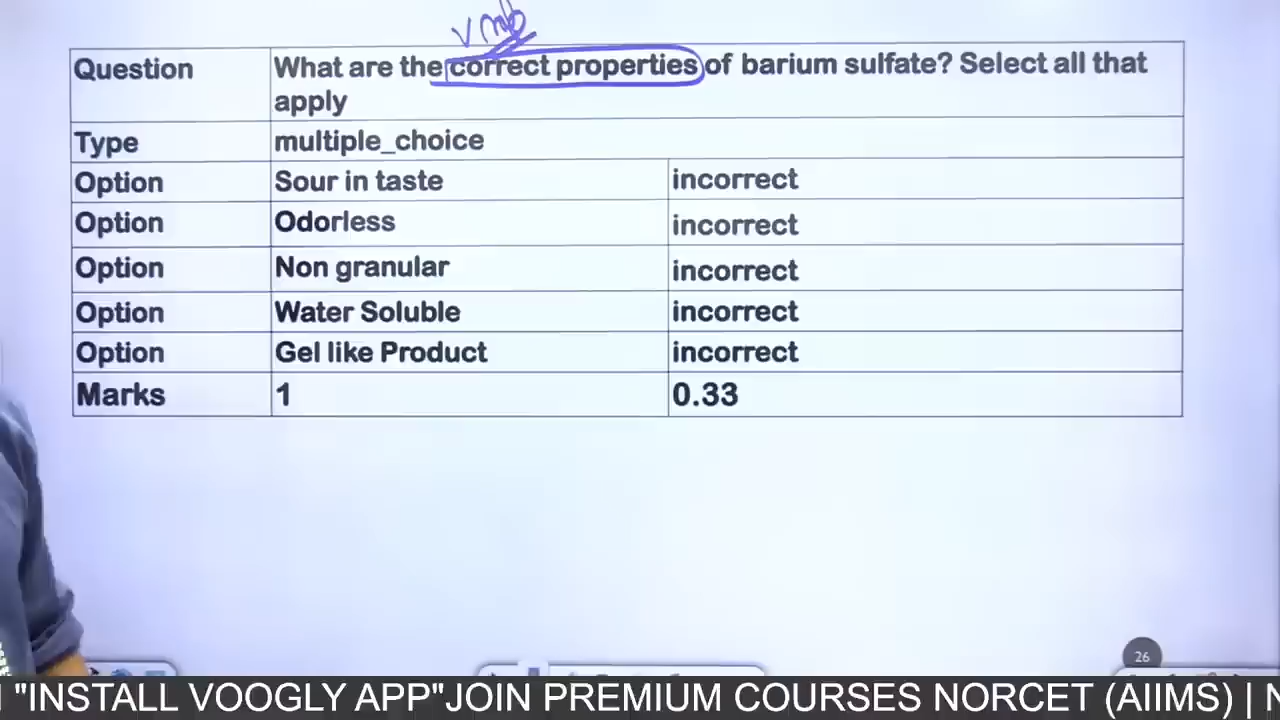 Question What are the correct properties of barium sulfate? Select all that
apply
Type multiple_choice
Option Sour in taste incorrect
Option Odorless incorrect
Option Non granular incorrect
Option Water Soluble incorrect
Option Gel like Product incorrect
Marks 1 0.33
26
"INSTALL VOOGLY APP"JOIN PREMIUM COURSES NORCET (AIIMS) |